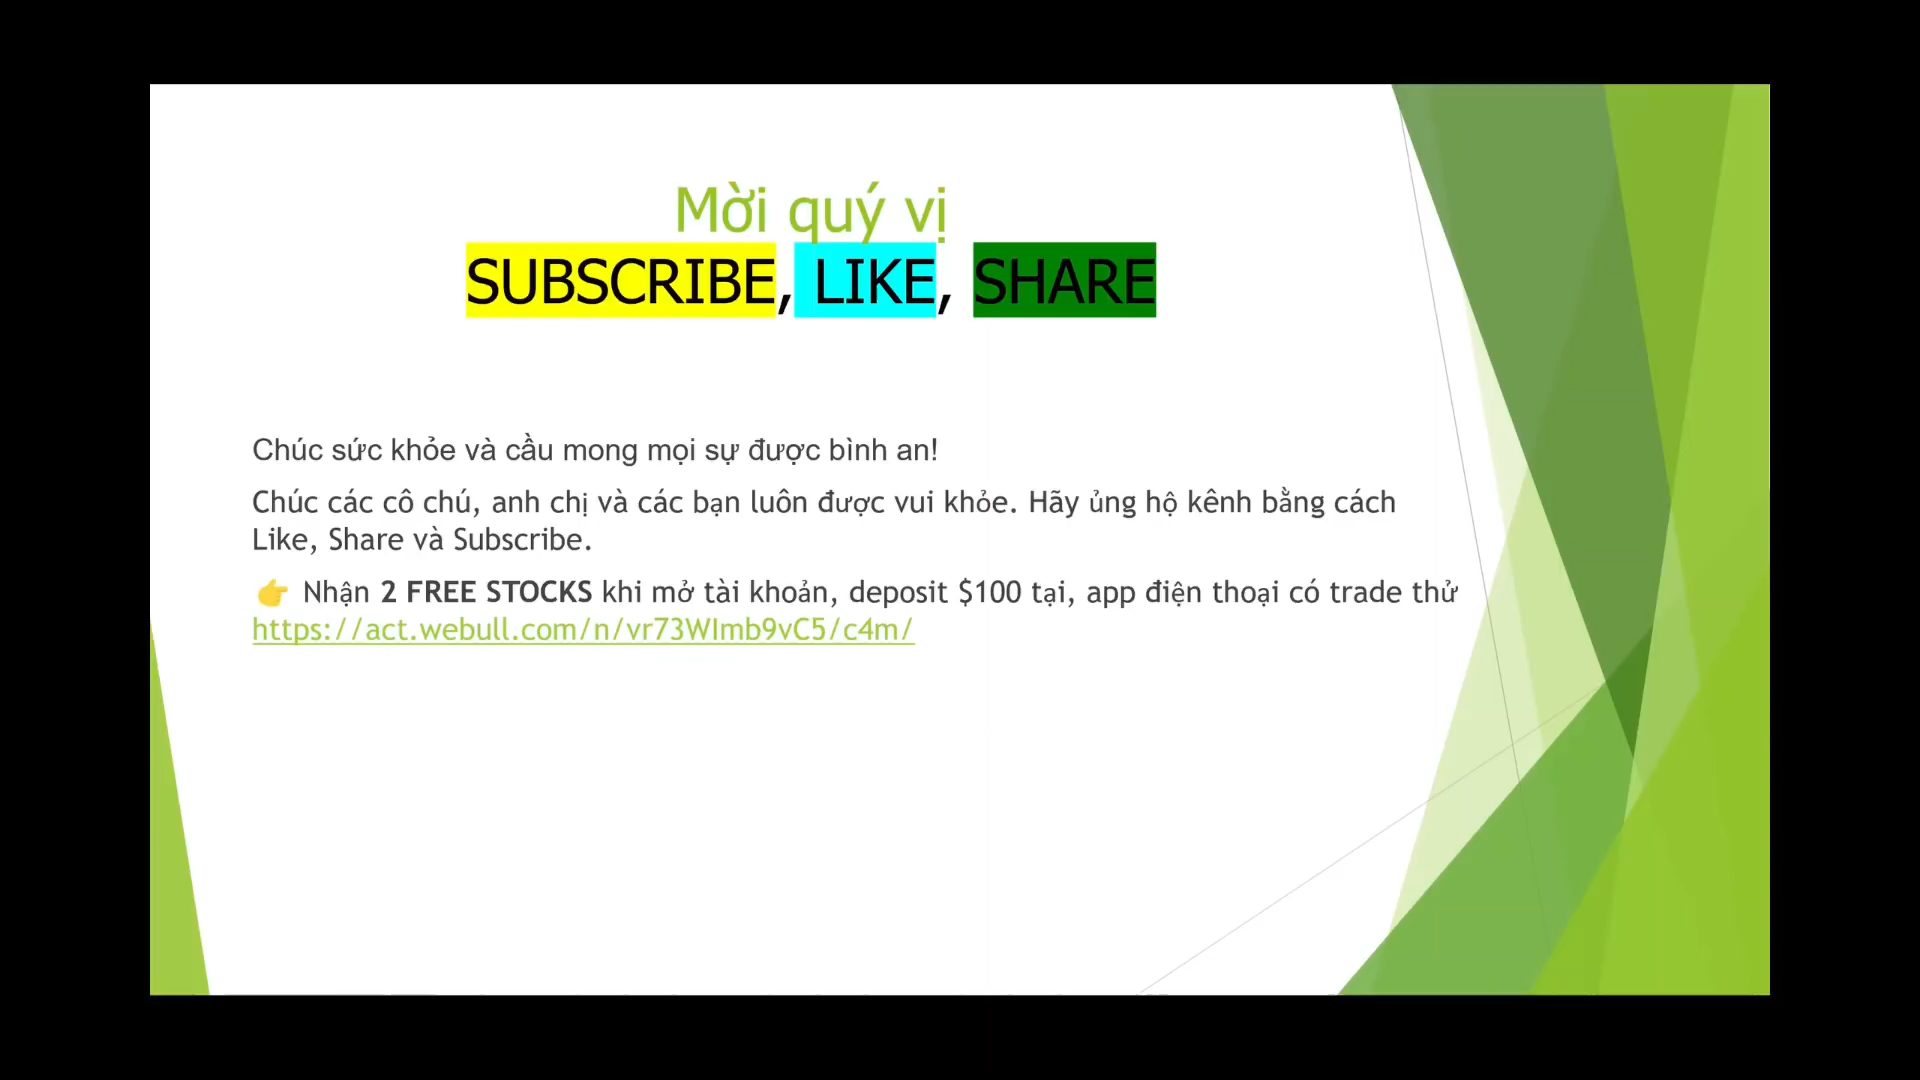 Mời quý vị
SUBSCRIBE, LIKE, SHARE
Chúc sức khỏe và cầu mong mọi sự được bình an!
Chúc các cô chú, anh chị và các bạn luôn được vui khỏe. Hãy ủng hộ kênh bằng cách
Like, Share và Subscribe.
👉 Nhận 2 FREE STOCKS khi mở tài khoản, deposit $100 tại, app điện thoại có trade thử
https://act.webull.com/n/vr73WImb9vC5/c4m/